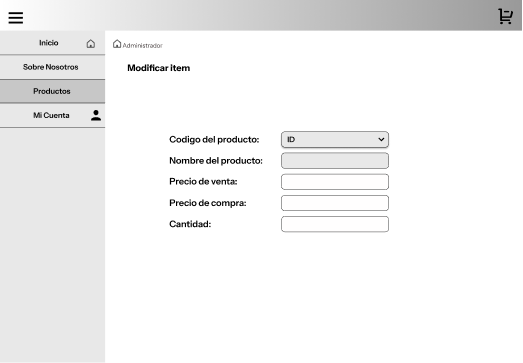 Inicio
Sobre Nosotros
Productos
Mi Cuenta
Administrador
Modificar item
Codigo del producto:
ID
Nombre del producto:
Precio de venta:
Precio de compra:
Cantidad: